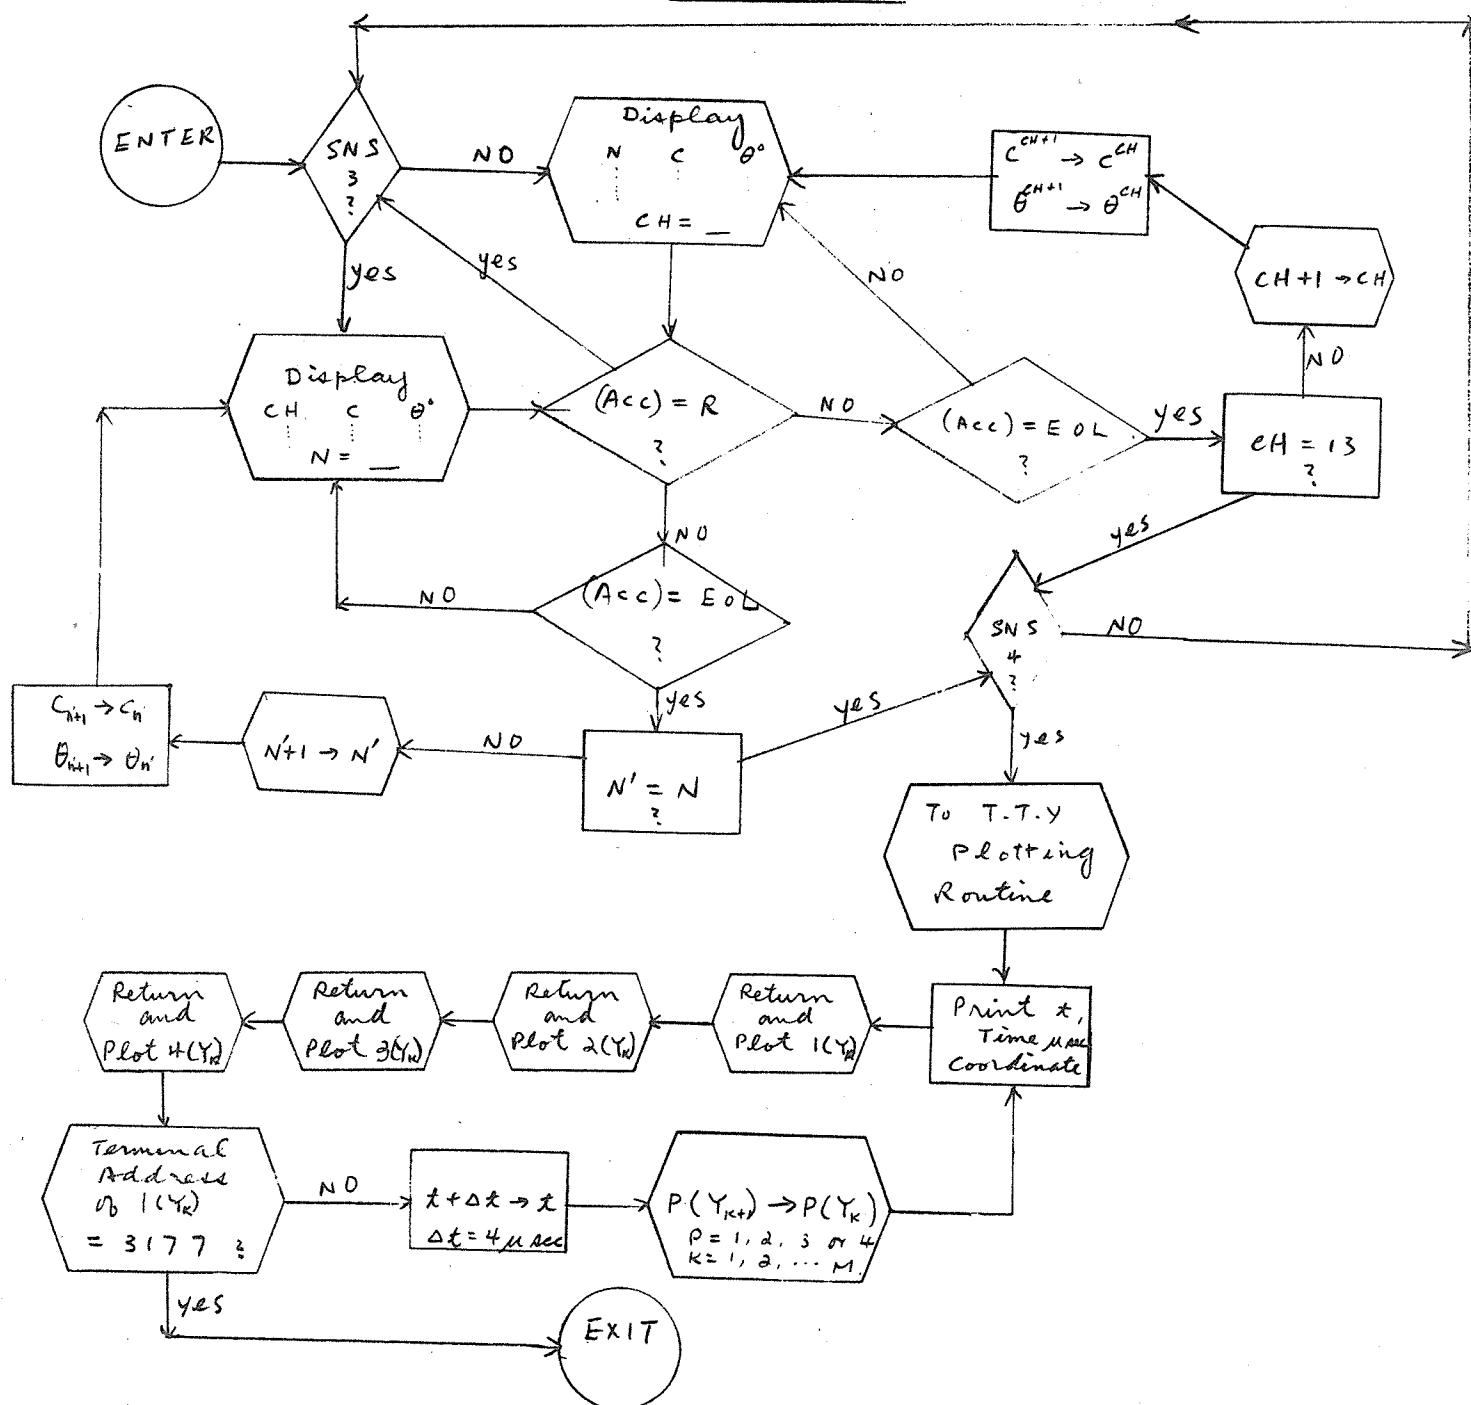 ENTER
SNS
3
?
NO
yes
Display
N C θ°
CH = __
C^CH+1 → C^CH
θ^CH+1 → θ^CH
CH+1 → CH
NO
yes
NO
Display
CH C θ°
N = __
(Acc) = R
?
NO
(Acc) = EOL
?
yes
CH = 13
?
NO
yes
(Acc) = EOL
?
NO
yes
SNS
4
?
NO
yes
C_n'+1 → C_n'
θ_n'+1 → θ_n'
N'+1 → N'
NO
N' = N
?
yes
To T.T.Y
Plotting
Routine
Return
and
Plot 4(Y_K)
Return
and
Plot 3(Y_K)
Return
and
Plot 2(Y_K)
Return
and
Plot 1(Y_K)
Print t,
Time μsec
Coordinate
Terminal
Address
of 1(Y_K)
= 3177 ?
NO
t + Δt → t
Δt = 4 μsec
P(Y_K+1) → P(Y_K)
P = 1, 2, 3 or 4
K = 1, 2, ... M.
yes
EXIT